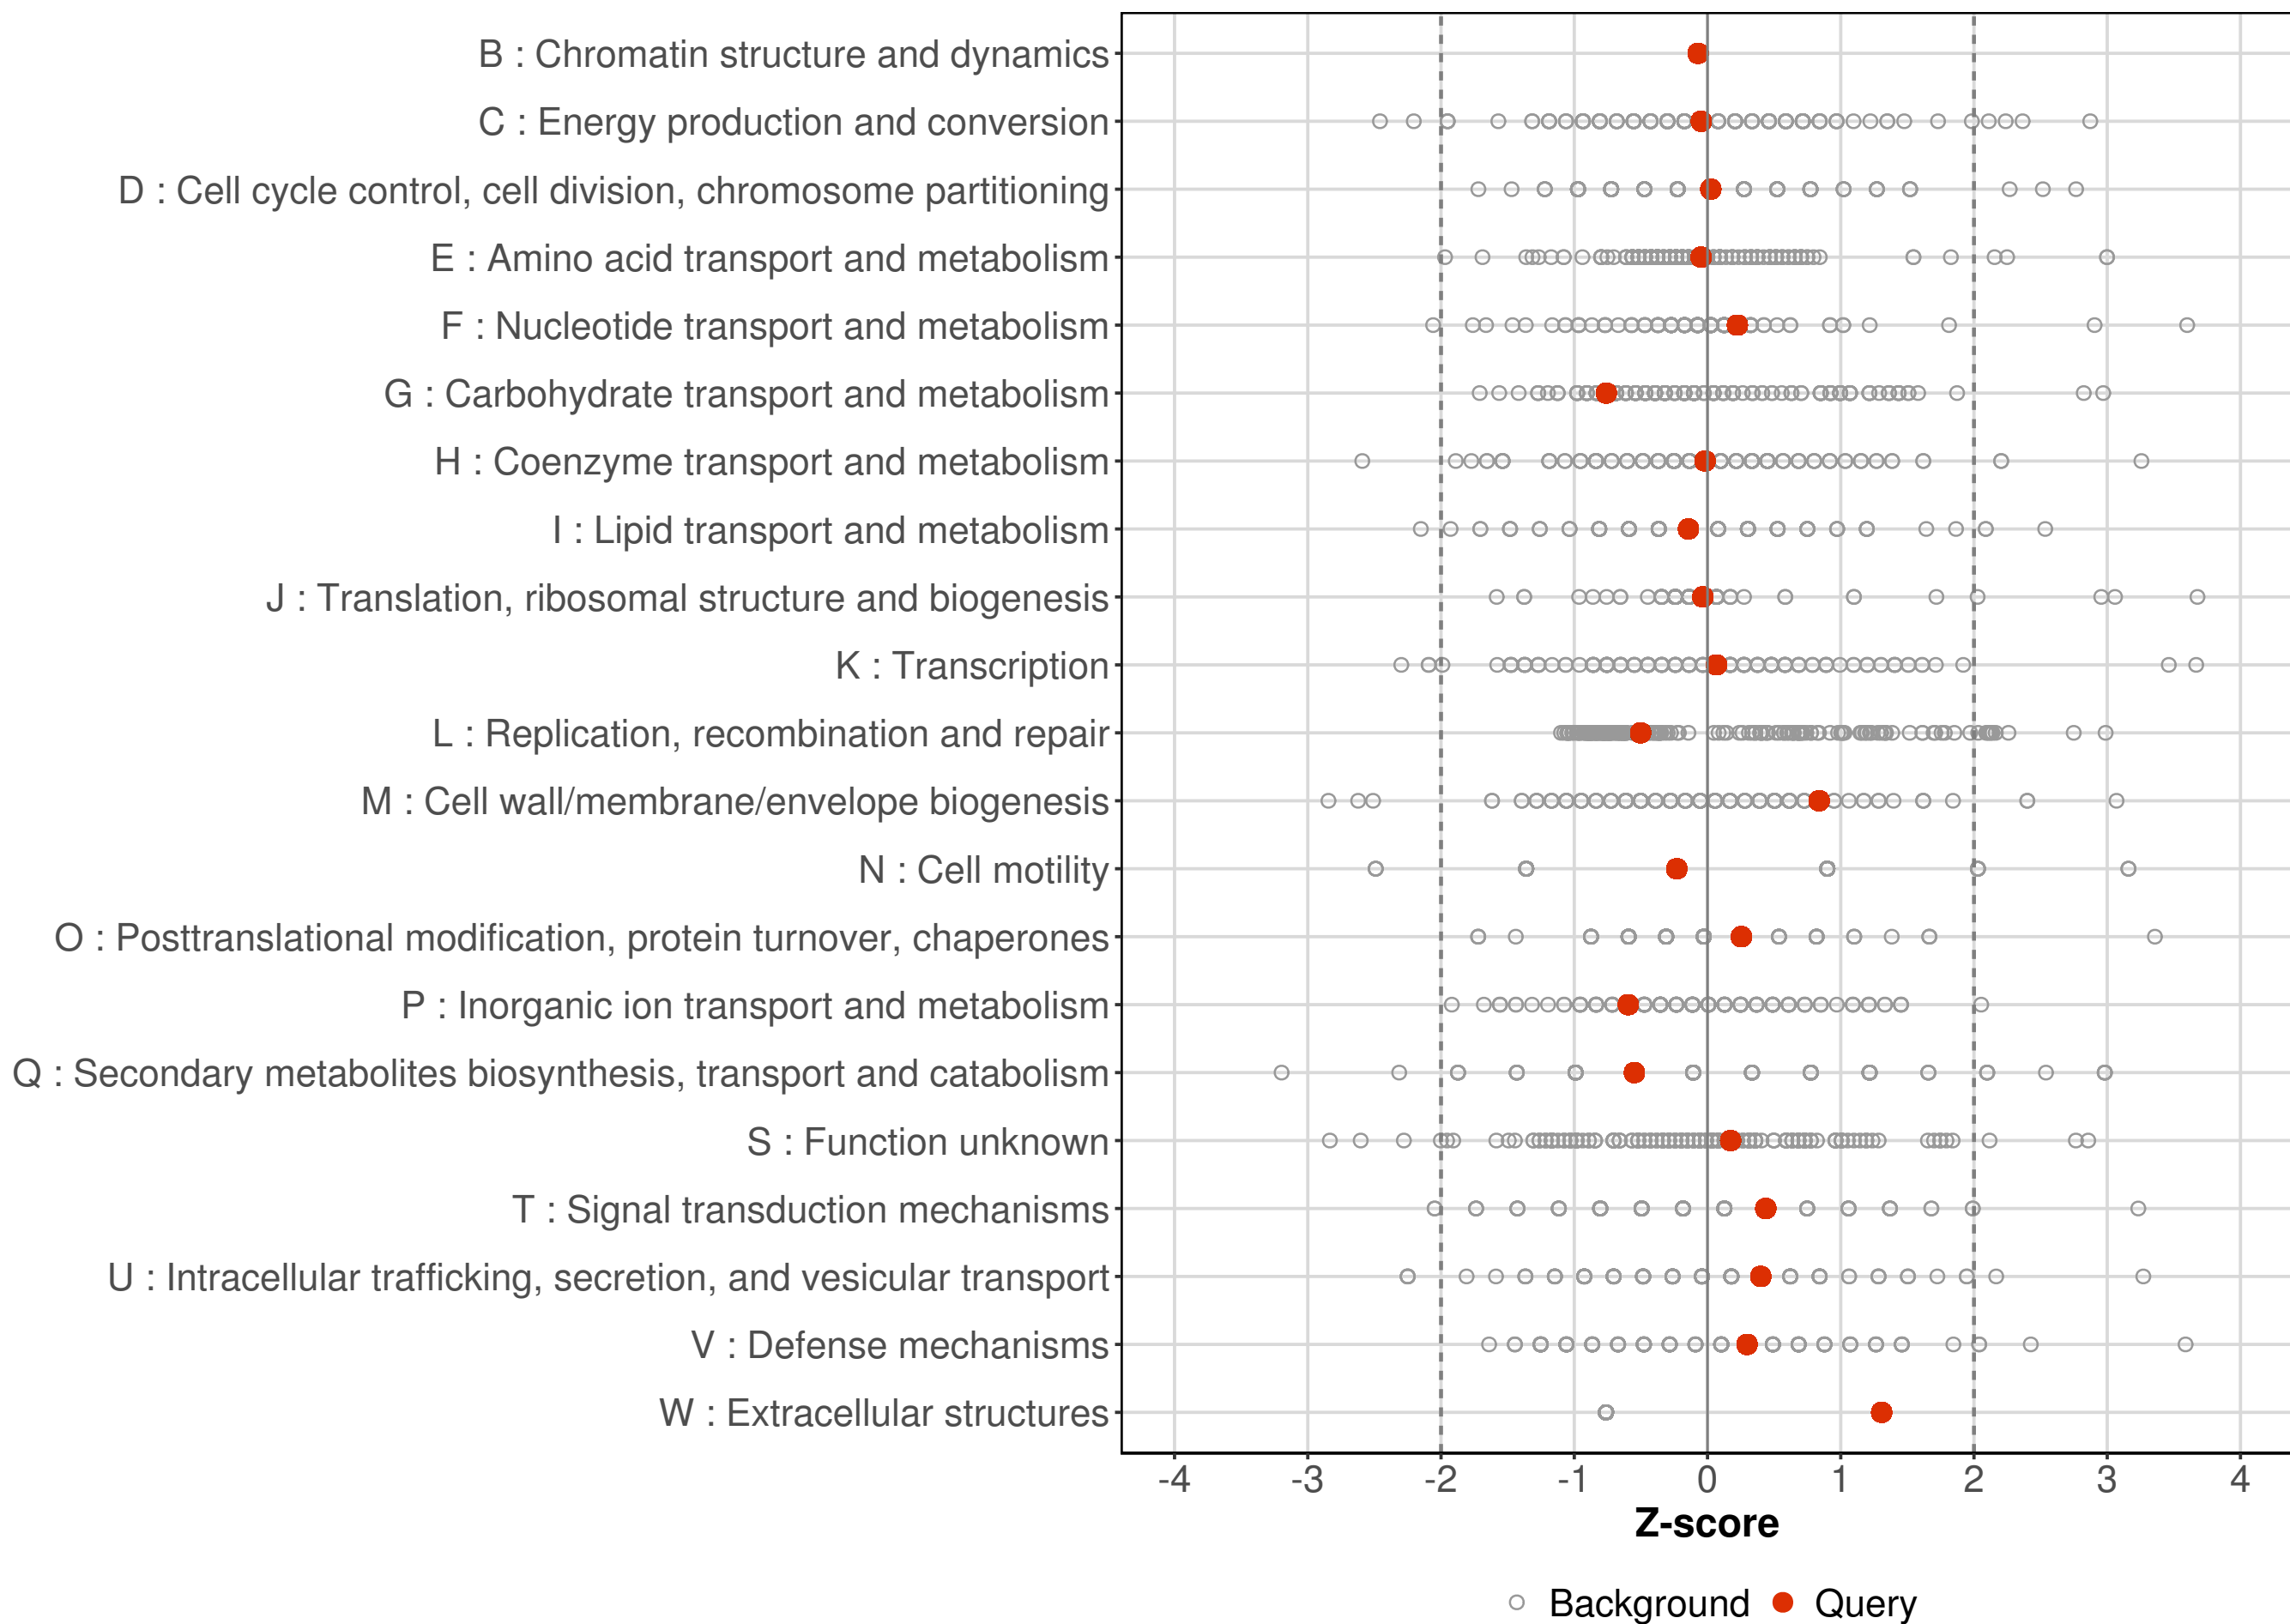 B : Chromatin structure and dynamics
C : Energy production and conversion
D : Cell cycle control, cell division, chromosome partitioning
E : Amino acid transport and metabolism
F : Nucleotide transport and metabolism
G : Carbohydrate transport and metabolism
H : Coenzyme transport and metabolism
I : Lipid transport and metabolism
J : Translation, ribosomal structure and biogenesis
K : Transcription
L : Replication, recombination and repair
M : Cell wall/membrane/envelope biogenesis
N : Cell motility
O : Posttranslational modification, protein turnover, chaperones
P : Inorganic ion transport and metabolism
Q : Secondary metabolites biosynthesis, transport and catabolism
S : Function unknown
T : Signal transduction mechanisms
U : Intracellular trafficking, secretion, and vesicular transport
V : Defense mechanisms
W : Extracellular structures
-4 -3 -2 -1 0 1 2 3 4
Z-score
Background Query